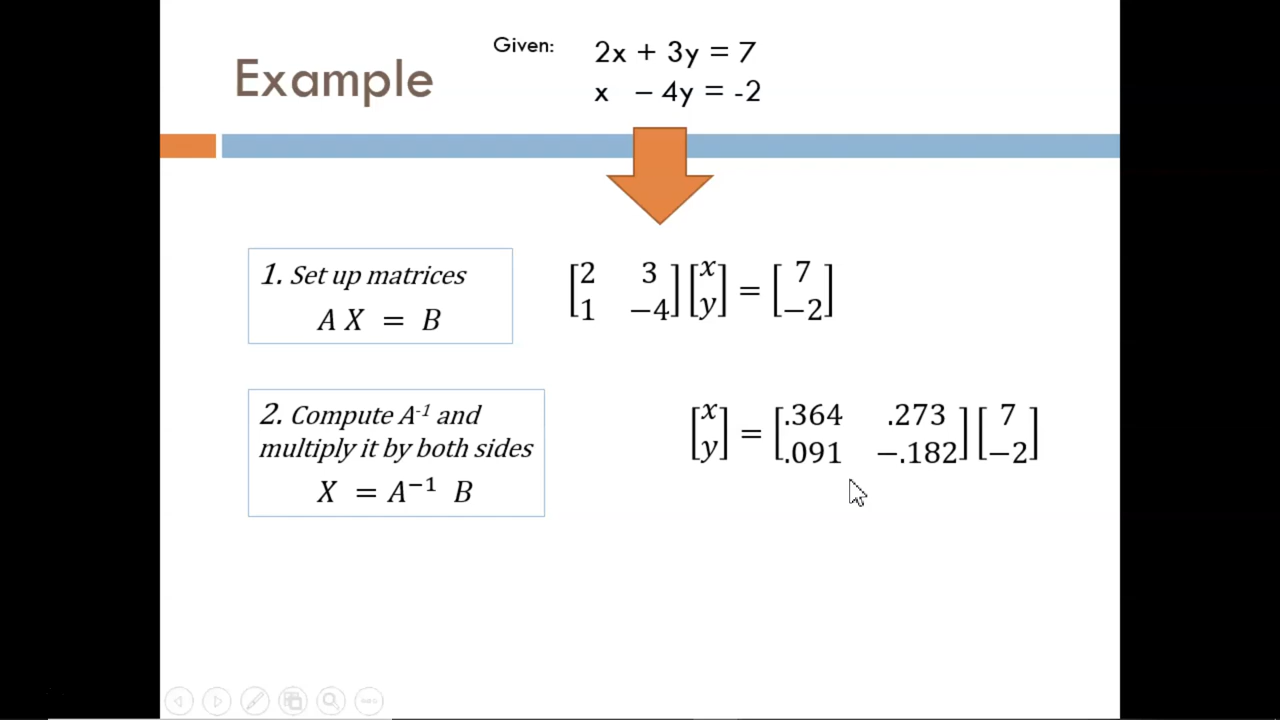 Given:
2x + 3y = 7
x – 4y = -2
Example
1. Set up matrices
A X = B
[2 3
1 −4] [x
y] = [7
−2]
2. Compute A⁻¹ and
multiply it by both sides
X = A⁻¹ B
[x
y] = [.364 .273
.091 −.182] [7
−2]